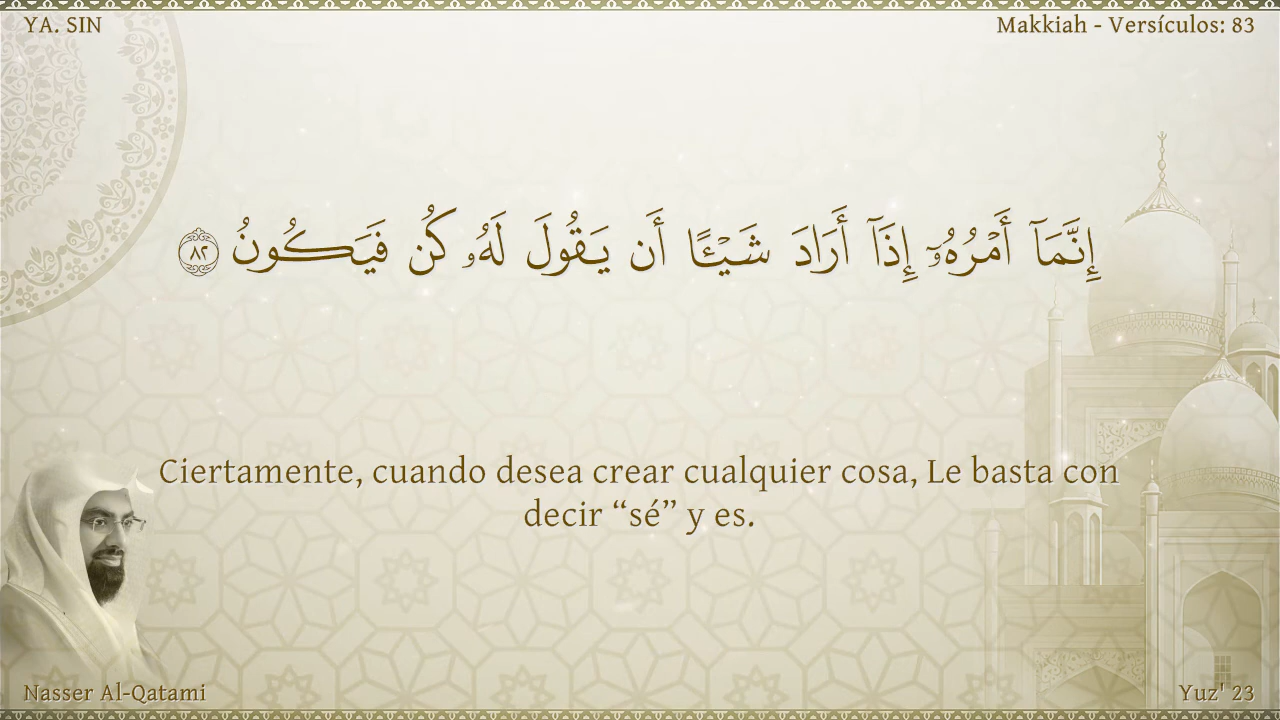 YA. SIN
Makkiah - Versículos: 83
إِنَّمَآ أَمْرُهُۥٓ إِذَآ أَرَادَ شَيْـًٔا أَن يَقُولَ لَهُۥ كُن فَيَكُونُ ٨٢
Ciertamente, cuando desea crear cualquier cosa, Le basta con
decir “sé” y es.
Nasser Al-Qatami
Yuz' 23